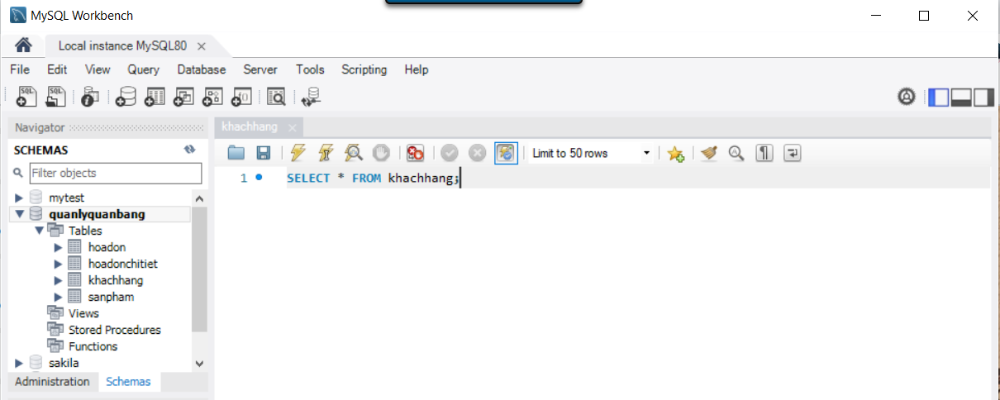 MySQL Workbench
Local instance MySQL80
File Edit View Query Database Server Tools Scripting Help
SQL SQL
Navigator
khachhang
SCHEMAS
Limit to 50 rows
Filter objects
1 SELECT * FROM khachhang;
mytest
quanlyquanbang
Tables
hoadon
hoadonchitiet
khachhang
sanpham
Views
Stored Procedures
Functions
sakila
Administration Schemas